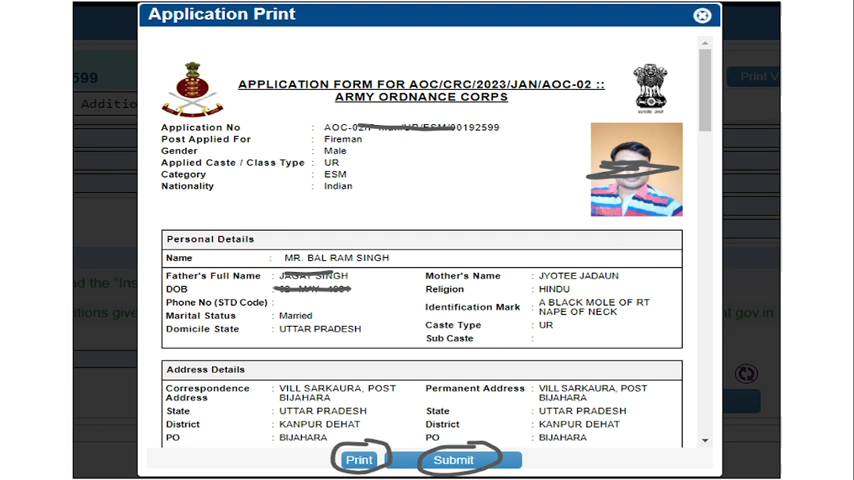 Application Print
599
Print V
Additio
APPLICATION FORM FOR AOC/CRC/2023/JAN/AOC-02 ::
ARMY ORDNANCE CORPS
Application No : AOC-02/ 00192599
Post Applied For : Fireman
Gender : Male
Applied Caste / Class Type : UR
Category : ESM
Nationality : Indian
Personal Details
Name : MR. BAL RAM SINGH
Father's Full Name : SINGH Mother's Name : JYOTEE JADAUN
DOB : Religion : HINDU
Phone No (STD Code) : Identification Mark : A BLACK MOLE OF RT
NAPE OF NECK
Marital Status : Married
Caste Type : UR
Domicile State : UTTAR PRADESH
Sub Caste :
d the "Ins
tions give
nt gov.in
Address Details
Correspondence Address : VILL SARKAURA, POST
BIJAHARA
Permanent Address : VILL SARKAURA, POST
BIJAHARA
State : UTTAR PRADESH State : UTTAR PRADESH
District : KANPUR DEHAT District : KANPUR DEHAT
PO : BIJAHARA PO : BIJAHARA
Print Submit